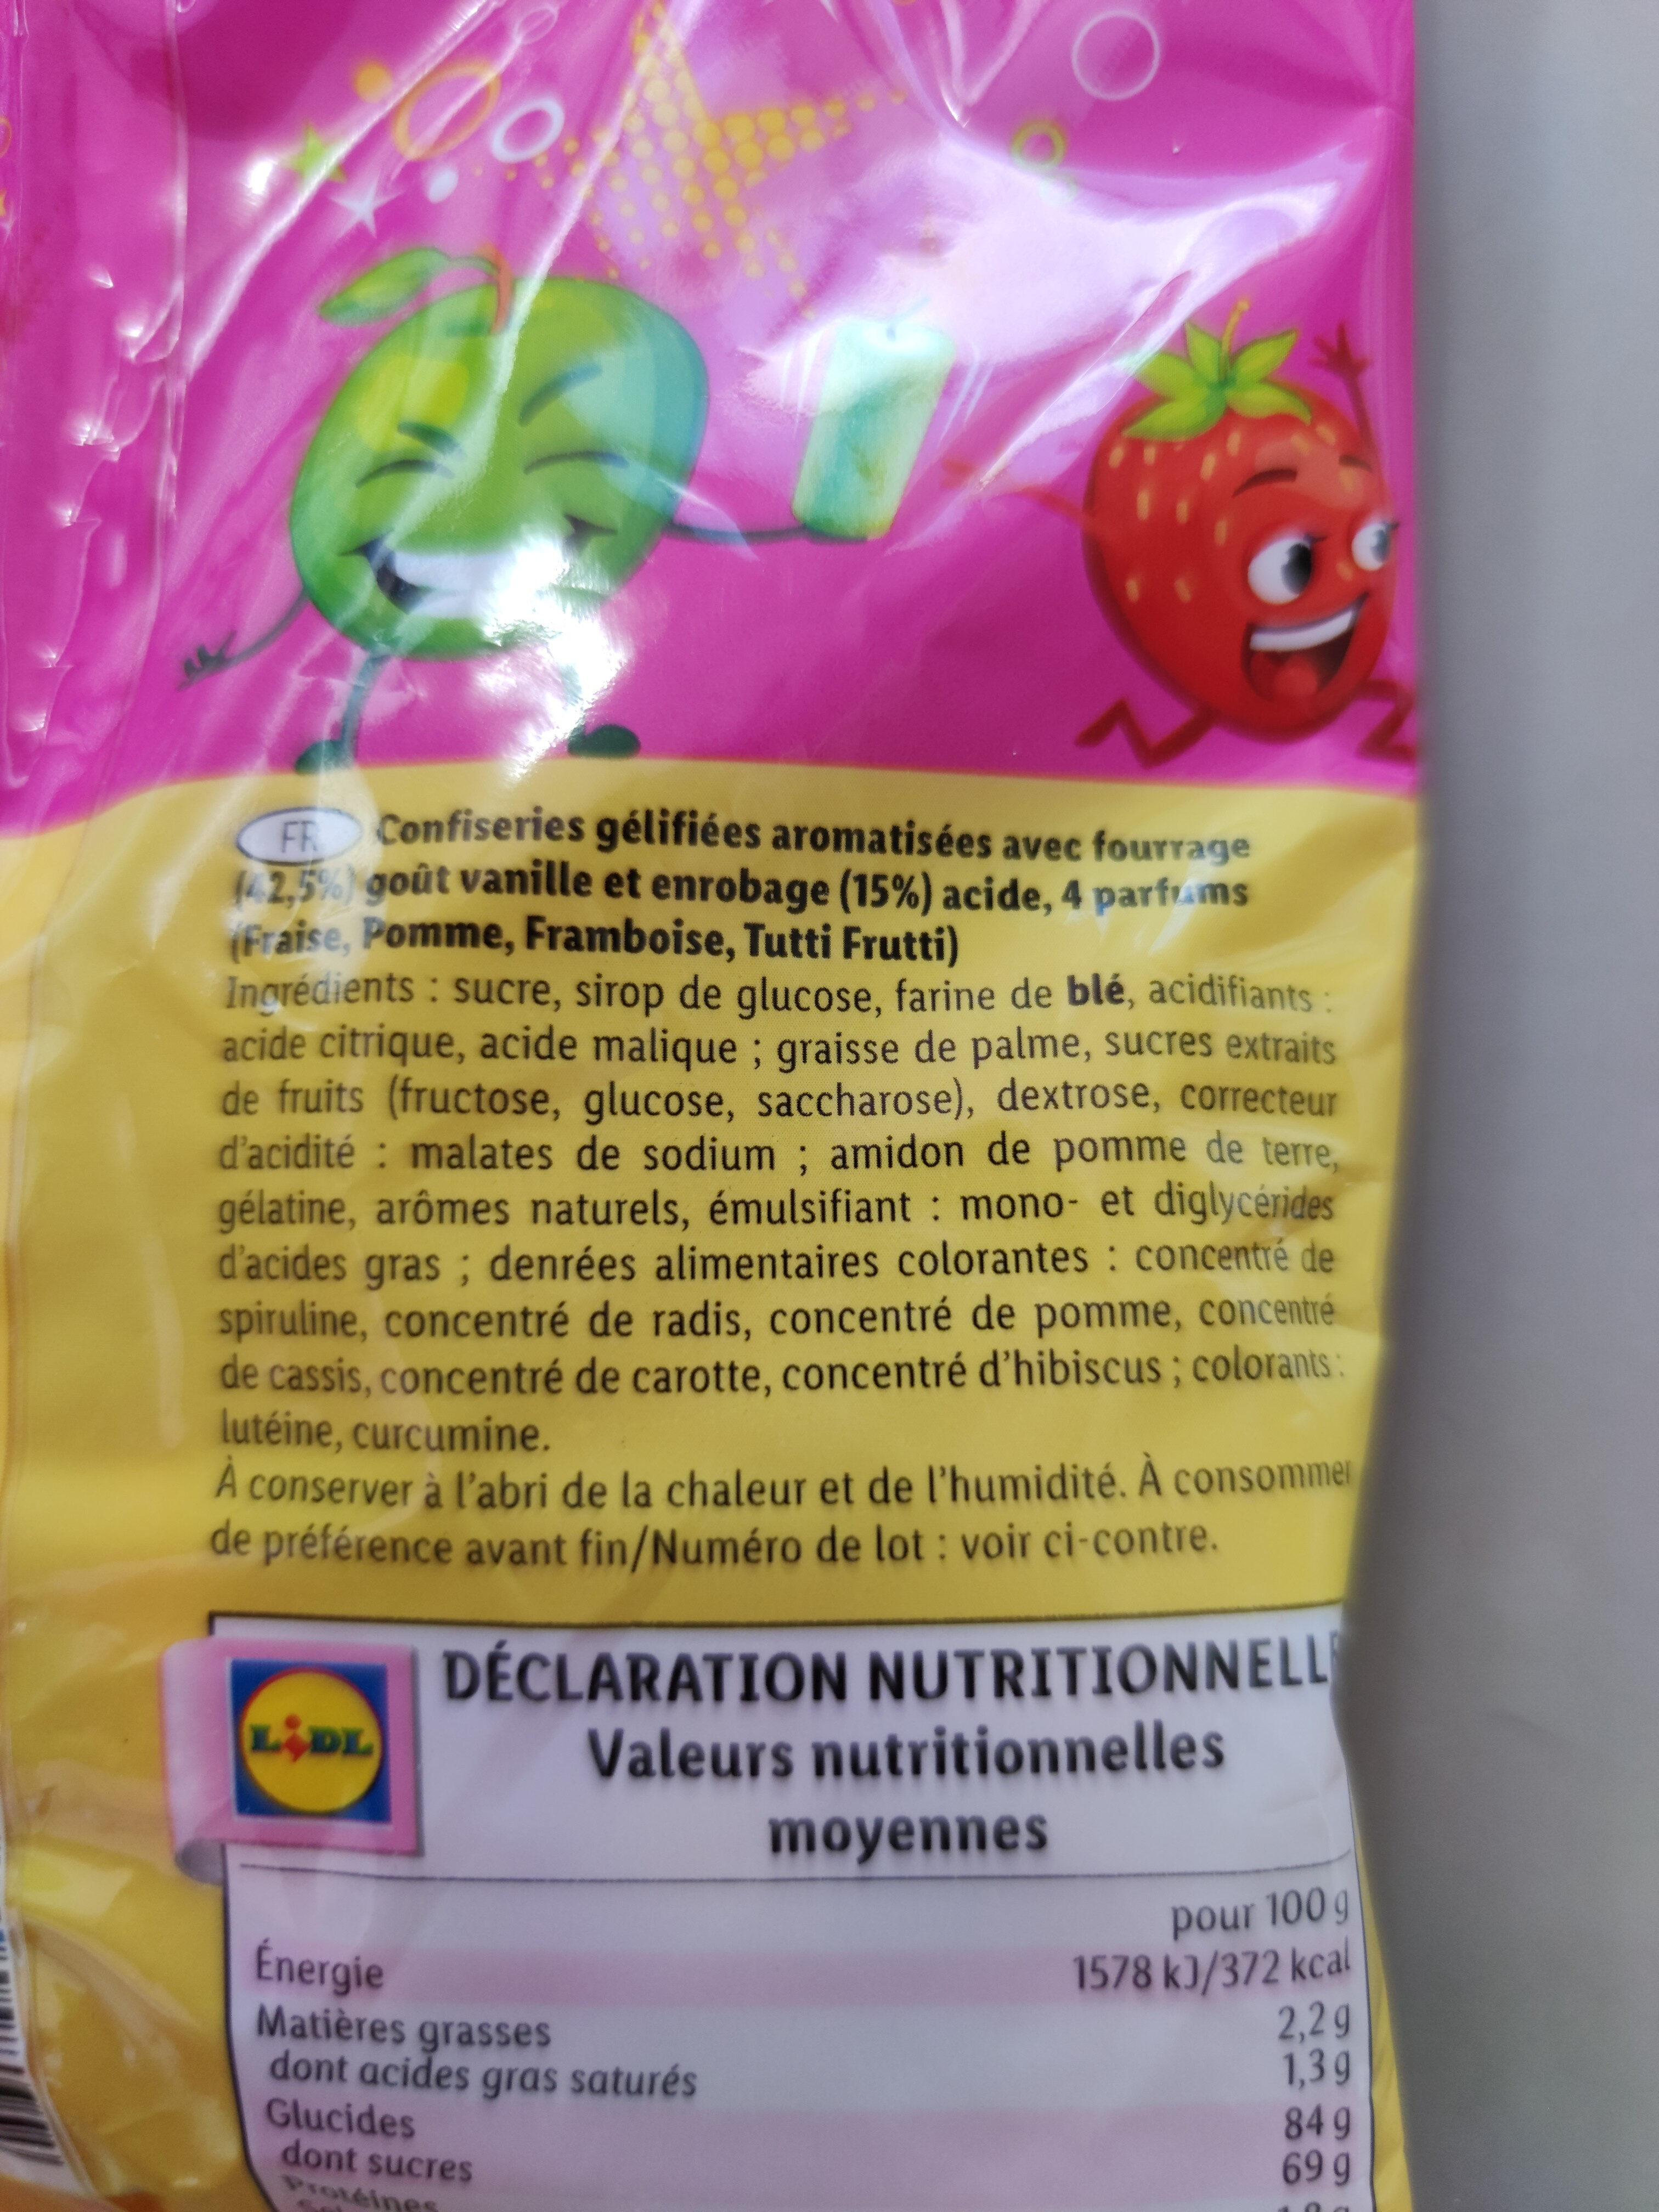 FR Confiseries gélifiées aromatisées avec fourrage
(42,5%) goût vanille et enrobage (15%) acide, 4 parfums
(Fraise, Pomme, Framboise, Tutti Frutti)
Ingrédients : sucre, sirop de glucose, farine de blé, acidifiants :
acide citrique, acide malique ; graisse de palme, sucres extraits
de fruits (fructose, glucose, saccharose), dextrose, correcteur
d'acidité : malates de sodium ; amidon de pomme de terre,
gélatine, arômes naturels, émulsifiant : mono- et diglycérides
d'acides gras ; denrées alimentaires colorantes : concentré de
spiruline, concentré de radis, concentré de pomme, concentré
de cassis, concentré de carotte, concentré d'hibiscus ; colorants :
lutéine, curcumine.
À conserver à l'abri de la chaleur et de l'humidité. À consommer
de préférence avant fin/Numéro de lot : voir ci-contre.
LIDL
DÉCLARATION NUTRITIONNELLE
Valeurs nutritionnelles
moyennes
pour 100 g
Énergie 1578 kJ/372 kcal
Matières grasses 2,2 g
dont acides gras saturés 1,3 g
Glucides 84 g
dont sucres 69 g
Protéines